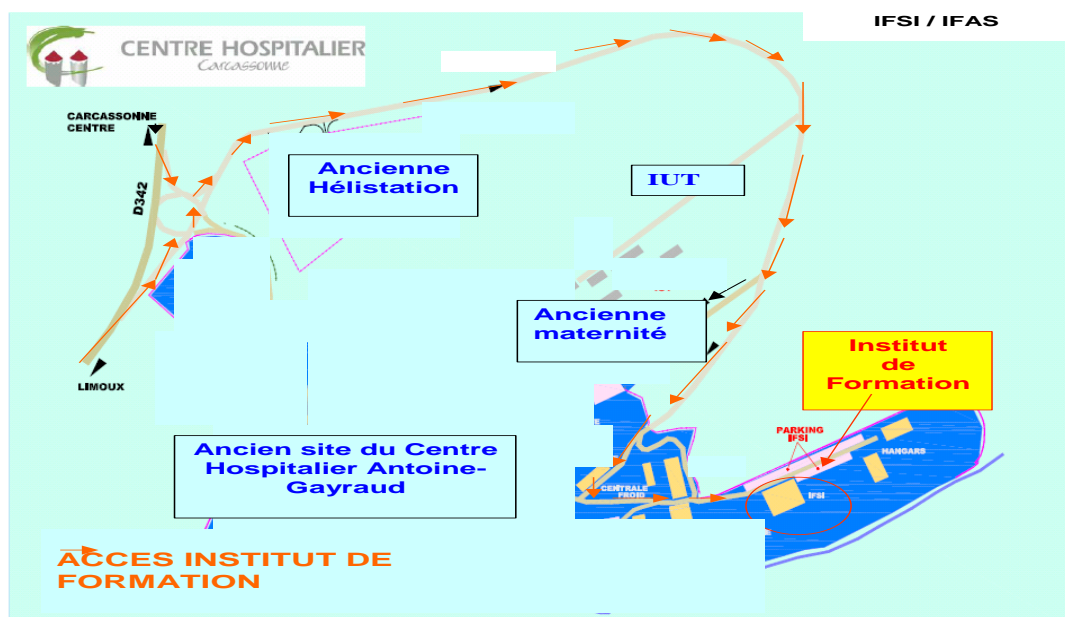 IFSI / IFAS
CENTRE HOSPITALIER
Carcassonne
CARCASSONNE
CENTRE
D342
Ancienne
Hélistation
IUT
Ancienne
maternité
Institut
de
Formation
LIMOUX
PARKING
IFSI
HANGARS
Ancien site du Centre
Hospitalier Antoine-
Gayraud
CENTRALE
FROID
IFSI
ACCES INSTITUT DE
FORMATION